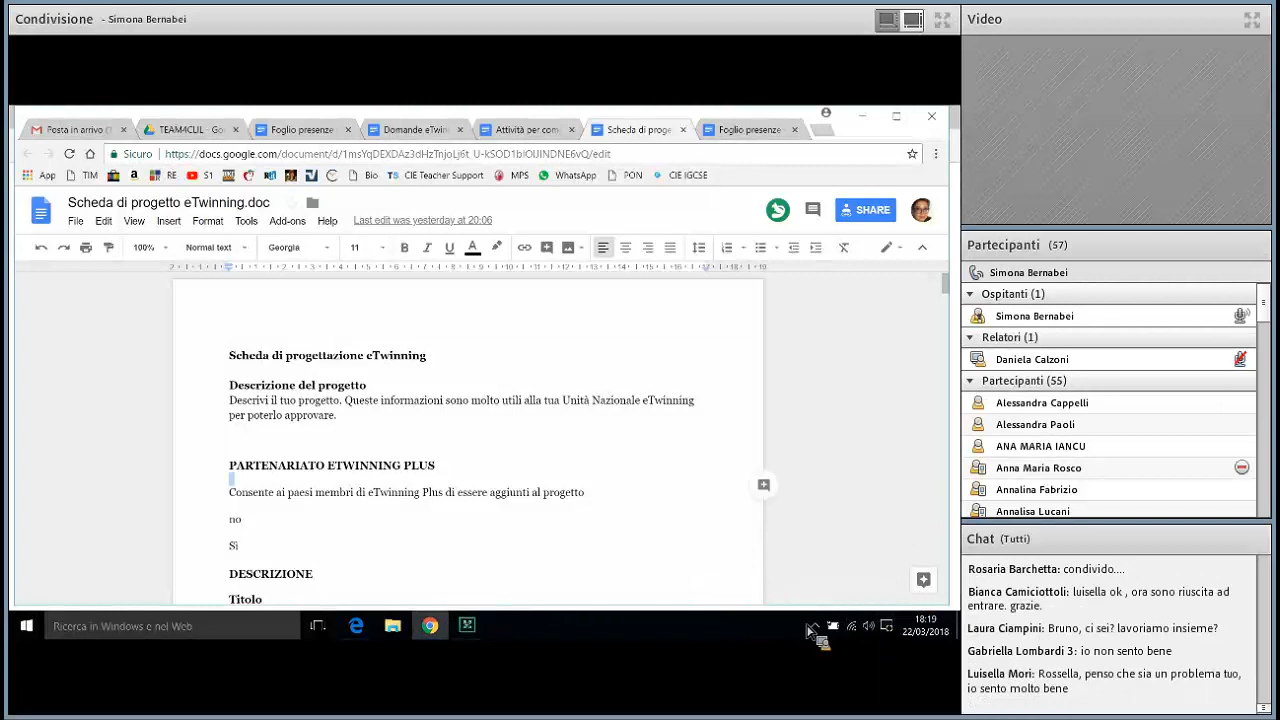 Condivisione - Simona Bernabei
Posta in arrivo (
TEAM4CLIL - Go
Foglio presenze
Domande eTwin
Attività per com
Scheda di proge
Foglio presenze
Sicuro
https://docs.google.com/document/d/1msYqDEXDAz3dHzTnjoLj6t_U-kSOD1bIOlJINDNE6vQ/edit
App TIM RE S1 Bio CIE Teacher Support MPS WhatsApp PON CIE IGCSE
Scheda di progetto eTwinning.doc
File Edit View Insert Format Tools Add-ons Help Last edit was yesterday at 20:06
SHARE
100% Normal text Georgia 11
Scheda di progettazione eTwinning
Descrizione del progetto
Descrivi il tuo progetto. Queste informazioni sono molto utili alla tua Unità Nazionale eTwinning
per poterlo approvare.
PARTENARIATO ETWINNING PLUS
Consente ai paesi membri di eTwinning Plus di essere aggiunti al progetto
no
Sì
DESCRIZIONE
Titolo
Ricerca in Windows e nel Web
18:19
22/03/2018
Video
Partecipanti (57)
Simona Bernabei
Ospitanti (1)
Simona Bernabei
Relatori (1)
Daniela Calzoni
Partecipanti (55)
Alessandra Cappelli
Alessandra Paoli
ANA MARIA IANCU
Anna Maria Rosco
Annalina Fabrizio
Annalisa Lucani
Chat (Tutti)
Rosaria Barchetta: condivido....
Bianca Camiciottoli: luisella ok , ora sono riuscita ad
entrare. grazie.
Laura Ciampini: Bruno, ci sei? lavoriamo insieme?
Gabriella Lombardi 3: io non sento bene
Luisella Mori: Rossella, penso che sia un problema tuo,
io sento molto bene